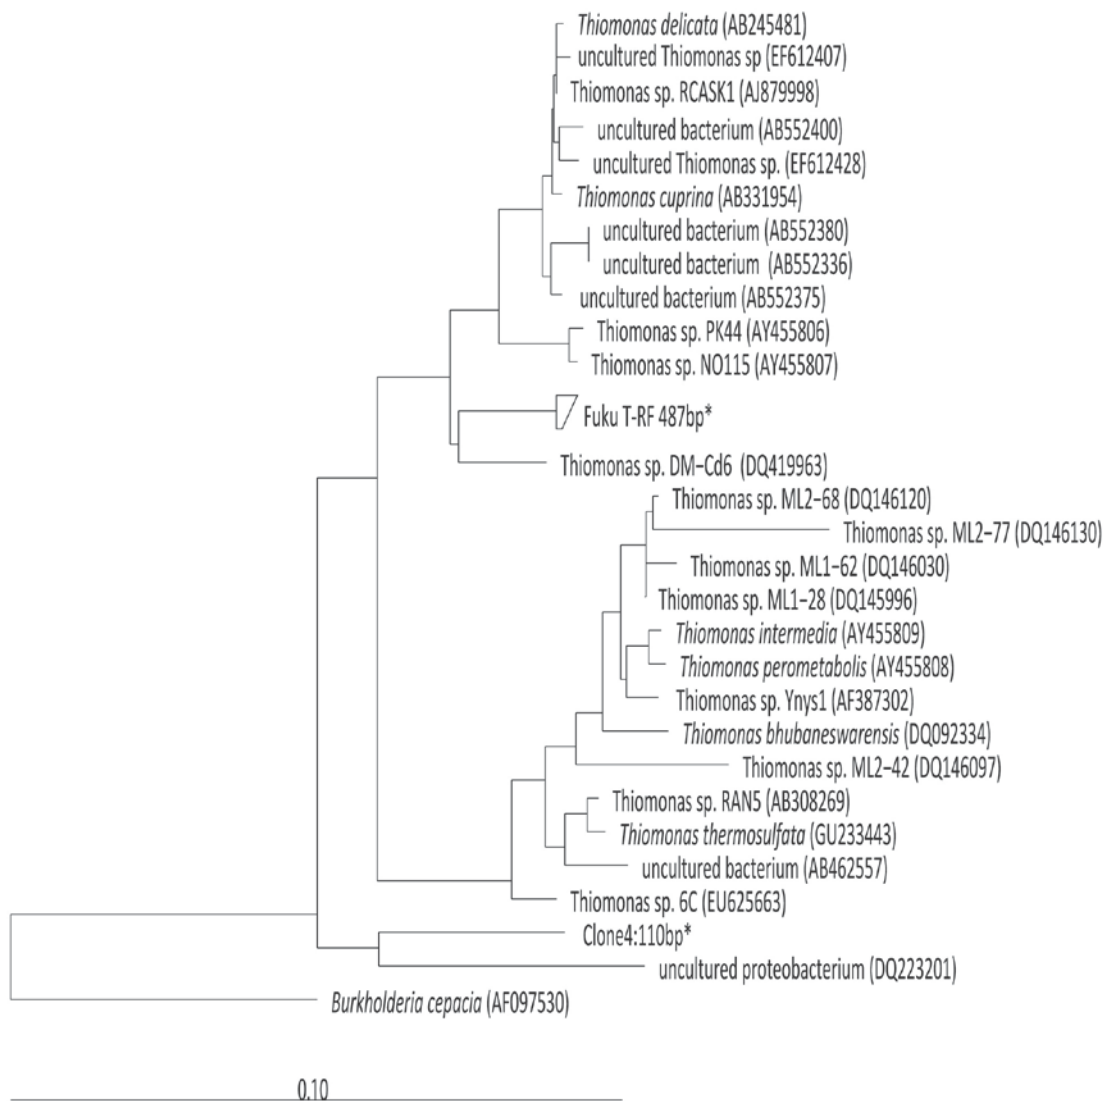 Thiomonas delicata (AB245481)
uncultured Thiomonas sp (EF612407)
Thiomonas sp. RCASK1 (AJ879998)
uncultured bacterium (AB552400)
uncultured Thiomonas sp. (EF612428)
Thiomonas cuprina (AB331954)
uncultured bacterium (AB552380)
uncultured bacterium (AB552336)
uncultured bacterium (AB552375)
Thiomonas sp. PK44 (AY455806)
Thiomonas sp. NO115 (AY455807)
Fuku T-RF 487bp*
Thiomonas sp. DM-Cd6 (DQ419963)
Thiomonas sp. ML2-68 (DQ146120)
Thiomonas sp. ML2-77 (DQ146130)
Thiomonas sp. ML1-62 (DQ146030)
Thiomonas sp. ML1-28 (DQ145996)
Thiomonas intermedia (AY455809)
Thiomonas perometabolis (AY455808)
Thiomonas sp. Ynys1 (AF387302)
Thiomonas bhubaneswarensis (DQ092334)
Thiomonas sp. ML2-42 (DQ146097)
Thiomonas sp. RAN5 (AB308269)
Thiomonas thermosulfata (GU233443)
uncultured bacterium (AB462557)
Thiomonas sp. 6C (EU625663)
Clone4:110bp*
uncultured proteobacterium (DQ223201)
Burkholderia cepacia (AF097530)
0.10